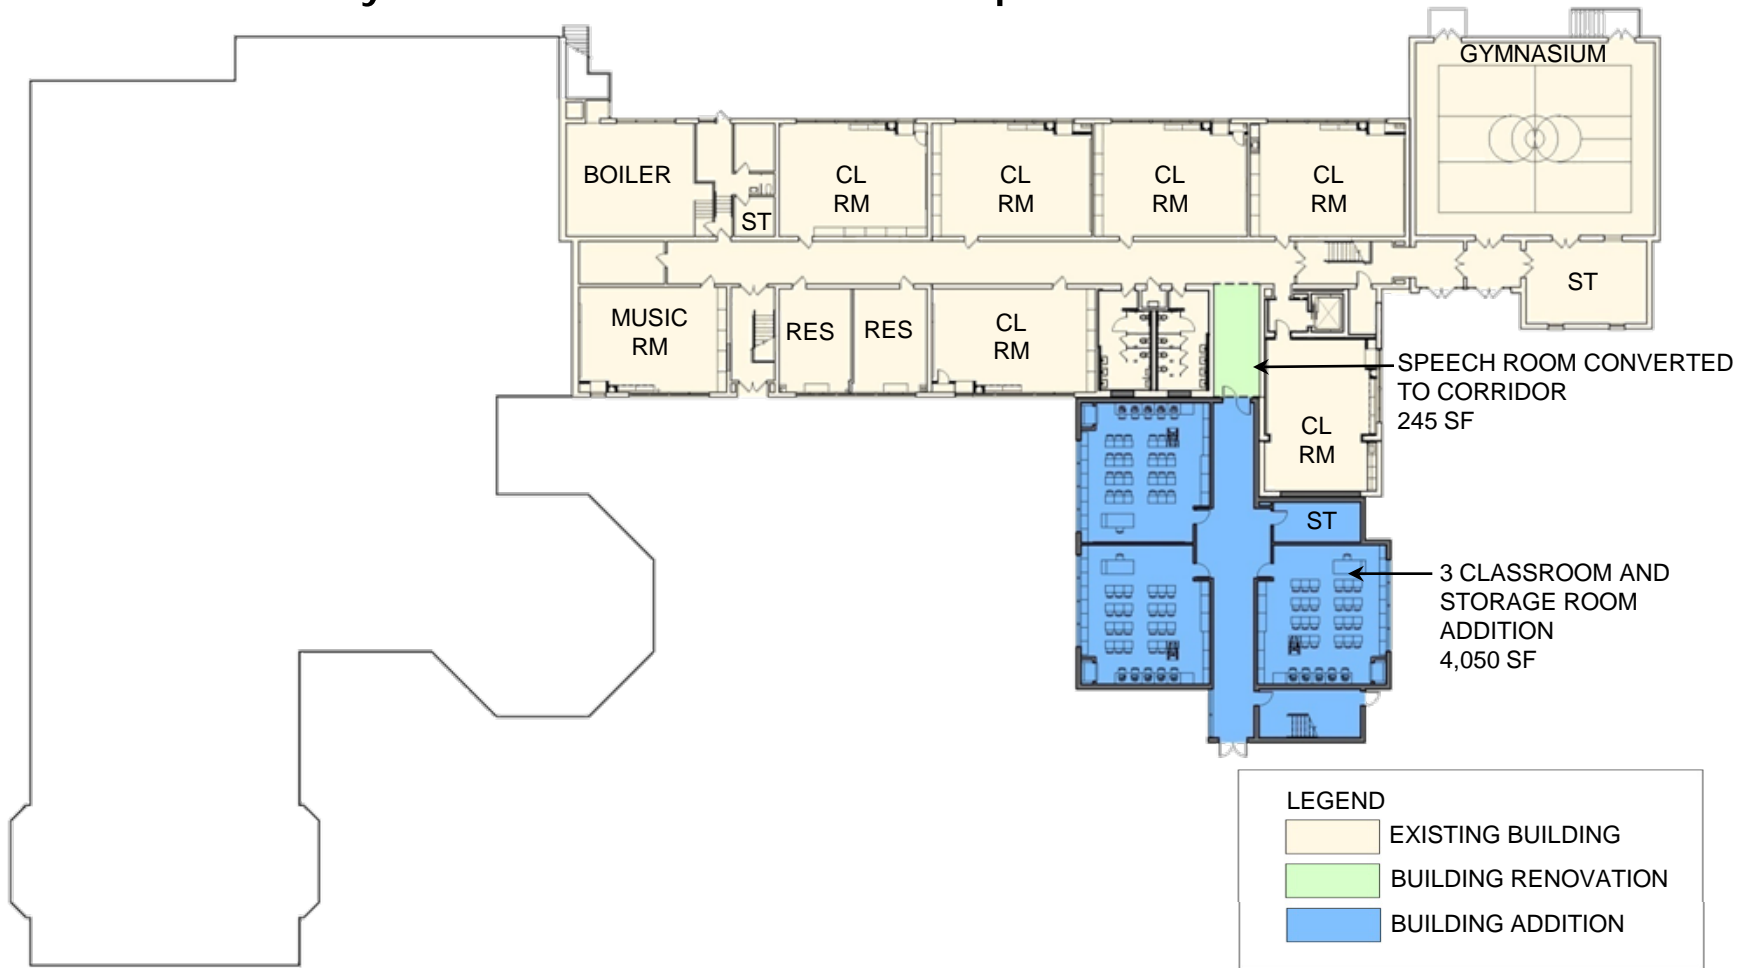 GYMNASIUM
BOILER
CL
RM
CL
RM
CL
RM
CL
RM
ST
ST
MUSIC
RM
RES
RES
CL
RM
SPEECH ROOM CONVERTED
TO CORRIDOR
245 SF
CL
RM
ST
3 CLASSROOM AND
STORAGE ROOM
ADDITION
4,050 SF
LEGEND
EXISTING BUILDING
BUILDING RENOVATION
BUILDING ADDITION